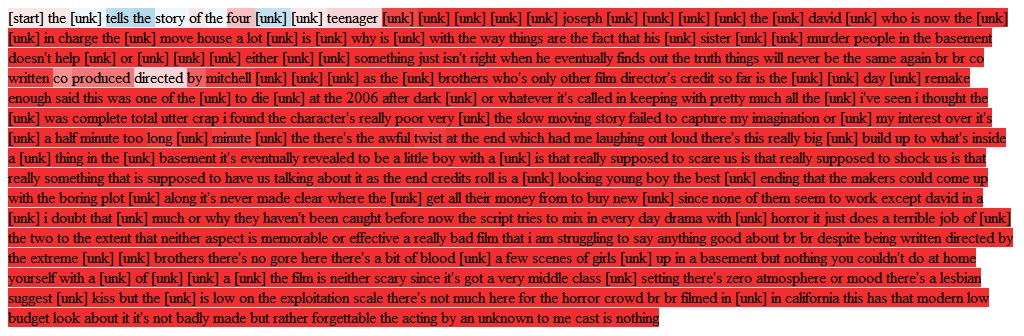 [start] the [unk] tells the story of the four [unk] [unk] teenager [unk] [unk] [unk] [unk] [unk] joseph [unk] [unk] [unk] [unk] [unk] the [unk] david [unk] who is now the [unk]
[unk] in charge the [unk] move house a lot [unk] is [unk] why is [unk] with the way things are the fact that his [unk] sister [unk] [unk] murder people in the basement
doesn't help [unk] or [unk] [unk] [unk] either [unk] [unk] something just isn't right when he eventually finds out the truth things will never be the same again br br co
written co produced directed by mitchell [unk] [unk] [unk] as the [unk] brothers who's only other film director's credit so far is the [unk] [unk] day [unk] remake
enough said this was one of the [unk] to die [unk] at the 2006 after dark [unk] or whatever it's called in keeping with pretty much all the [unk] i've seen i thought the
[unk] was complete total utter crap i found the character's really poor very [unk] the slow moving story failed to capture my imagination or [unk] my interest over it's
[unk] a half minute too long [unk] minute [unk] the there's the awful twist at the end which had me laughing out loud there's this really big [unk] build up to what's inside
a [unk] thing in the [unk] basement it's eventually revealed to be a little boy with a [unk] is that really supposed to scare us is that really supposed to shock us is that
really something that is supposed to have us talking about it as the end credits roll is a [unk] looking young boy the best [unk] ending that the makers could come up
with the boring plot [unk] along it's never made clear where the [unk] get all their money from to buy new [unk] since none of them seem to work except david in a
[unk] i doubt that [unk] much or why they haven't been caught before now the script tries to mix in every day drama with [unk] horror it just does a terrible job of [unk]
the two to the extent that neither aspect is memorable or effective a really bad film that i am struggling to say anything good about br br despite being written directed by
the extreme [unk] [unk] brothers there's no gore here there's a bit of blood [unk] a few scenes of girls [unk] up in a basement but nothing you couldn't do at home
yourself with a [unk] of [unk] [unk] a [unk] the film is neither scary since it's got a very middle class [unk] setting there's zero atmosphere or mood there's a lesbian
suggest [unk] kiss but the [unk] is low on the exploitation scale there's not much here for the horror crowd br br filmed in [unk] in california this has that modern low
budget look about it it's not badly made but rather forgettable the acting by an unknown to me cast is nothing